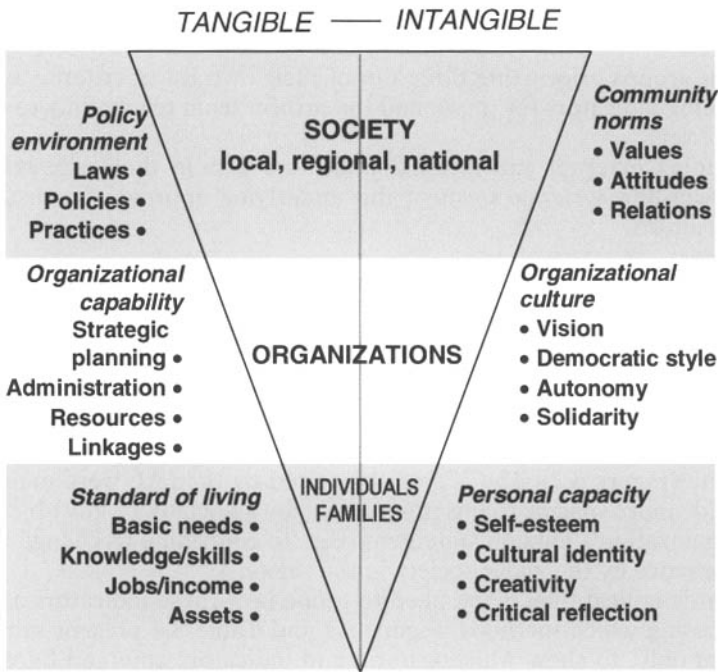 TANGIBLE — INTANGIBLE
Policy
environment
Laws •
Policies •
Practices •
SOCIETY
local, regional, national
Community
norms
• Values
• Attitudes
• Relations
Organizational
capability
Strategic
planning •
Administration •
Resources •
Linkages •
ORGANIZATIONS
Organizational
culture
• Vision
• Democratic style
• Autonomy
• Solidarity
Standard of living
Basic needs •
Knowledge/skills •
Jobs/income •
Assets •
INDIVIDUALS
FAMILIES
Personal capacity
• Self-esteem
• Cultural identity
• Creativity
• Critical reflection